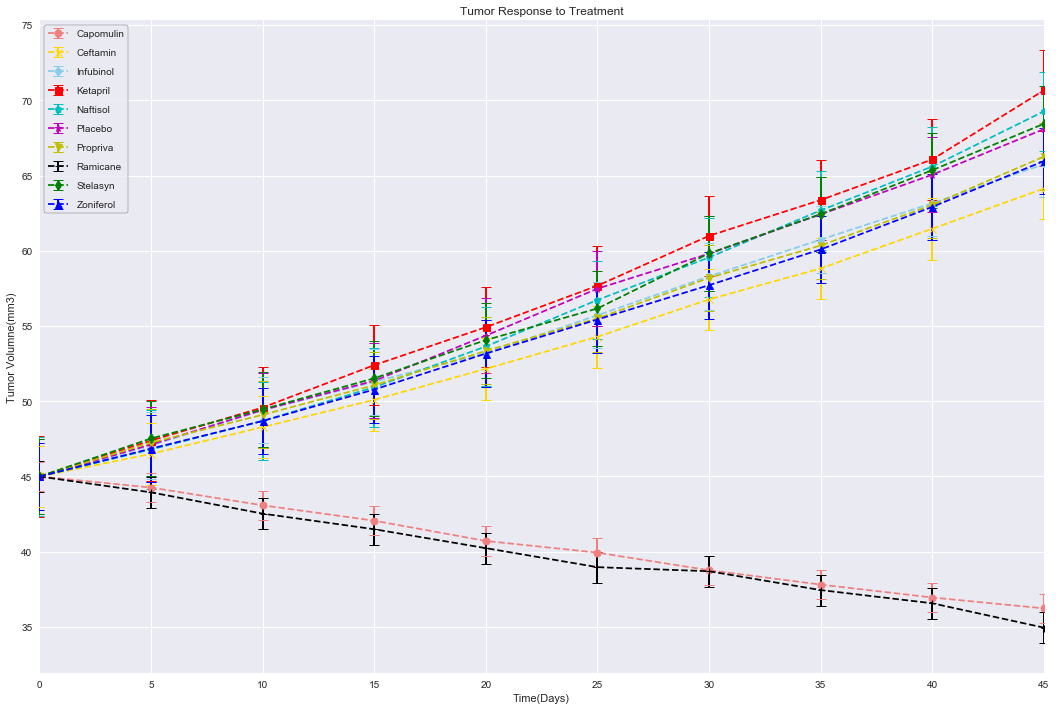 Tumor Response to Treatment
75
70
65
60
55
50
45
40
35
Tumor Volumne(mm3)
Capomulin
Ceftamin
Infubinol
Ketapril
Naftisol
Placebo
Propriva
Ramicane
Stelasyn
Zoniferol
0 5 10 15 20 25 30 35 40 45
Time(Days)